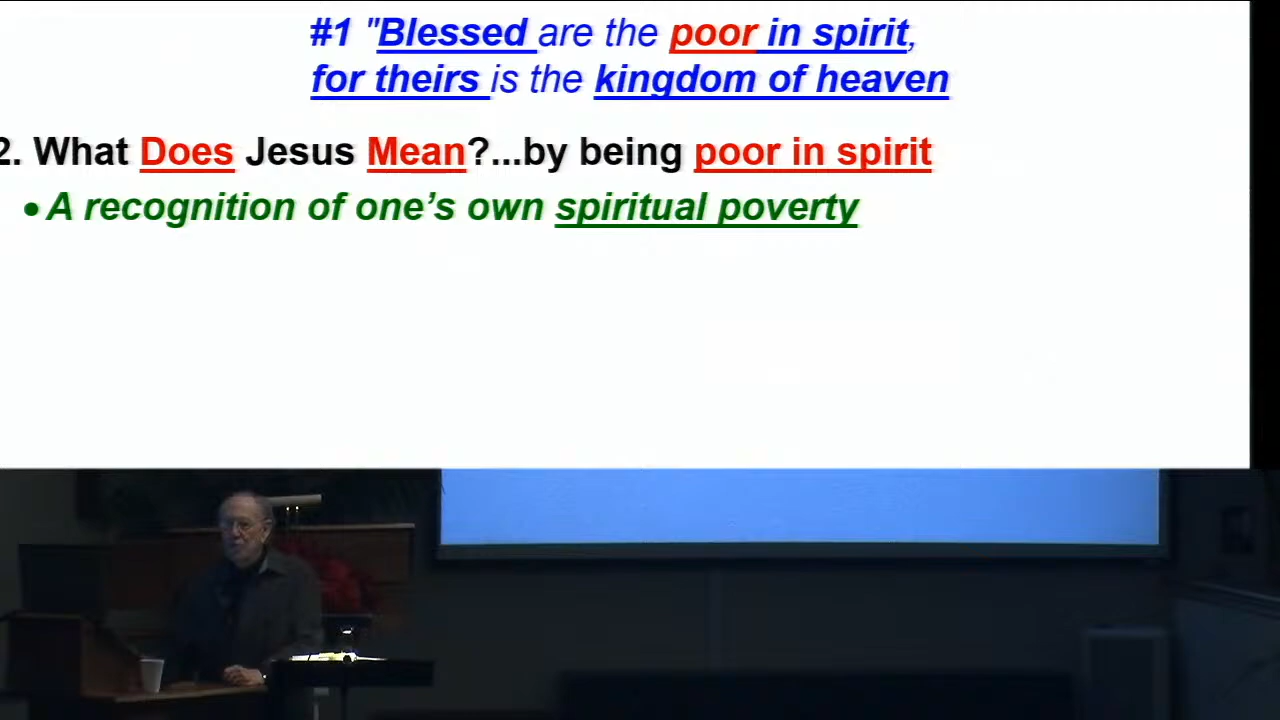 #1 "Blessed are the poor in spirit,
for theirs is the kingdom of heaven
2. What Does Jesus Mean?...by being poor in spirit
• A recognition of one's own spiritual poverty